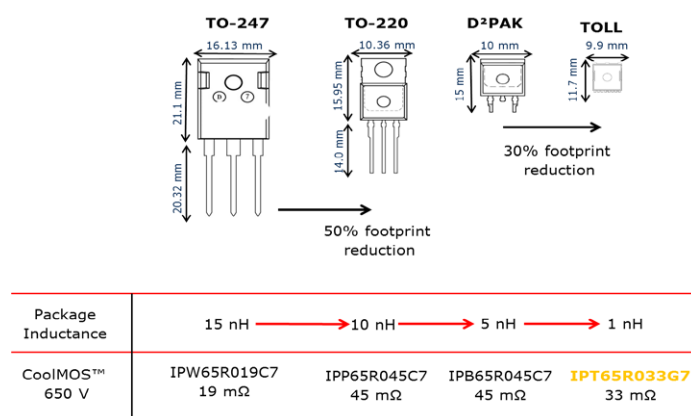 TO-247
TO-220
D²PAK
TOLL
16.13 mm
10.36 mm
10 mm
9.9 mm
21.1 mm
15.95 mm
15 mm
11.7 mm
B 7
20.32 mm
14.0 mm
30% footprint
reduction
50% footprint
reduction
Package
Inductance
15 nH
10 nH
5 nH
1 nH
CoolMOS™
650 V
IPW65R019C7
19 mΩ
IPP65R045C7
45 mΩ
IPB65R045C7
45 mΩ
IPT65R033G7
33 mΩ